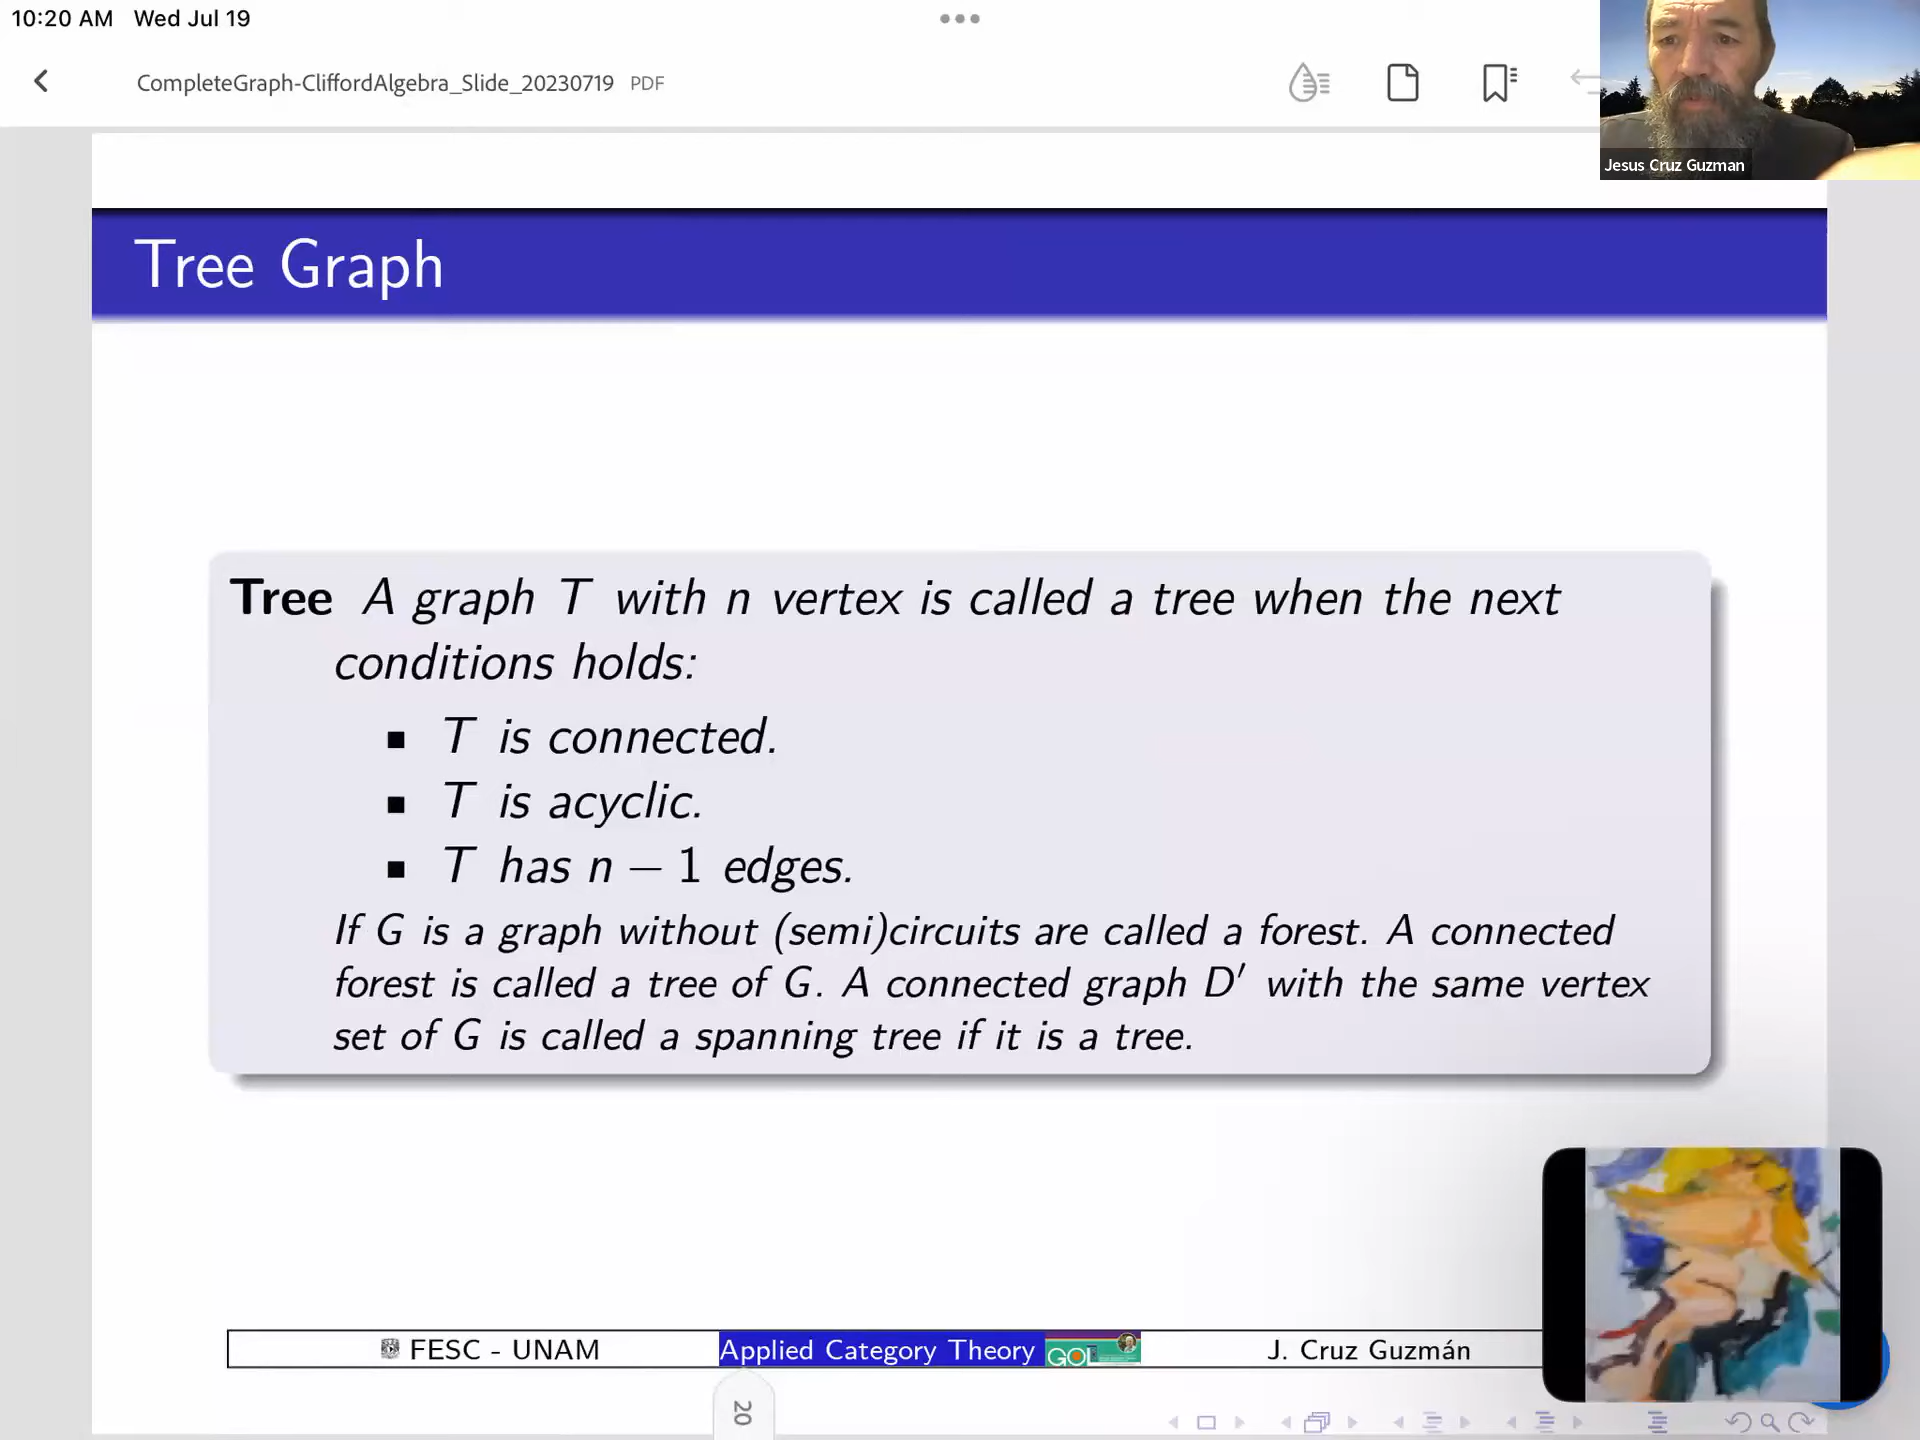 10:20 AM Wed Jul 19
CompleteGraph-CliffordAlgebra_Slide_20230719 PDF
Jesus Cruz Guzman
Tree Graph
Tree A graph T with n vertex is called a tree when the next
conditions holds:
▪ T is connected.
▪ T is acyclic.
▪ T has n − 1 edges.
If G is a graph without (semi)circuits are called a forest. A connected
forest is called a tree of G. A connected graph D′ with the same vertex
set of G is called a spanning tree if it is a tree.
FESC - UNAM Applied Category Theory GOL J. Cruz Guzmán
20